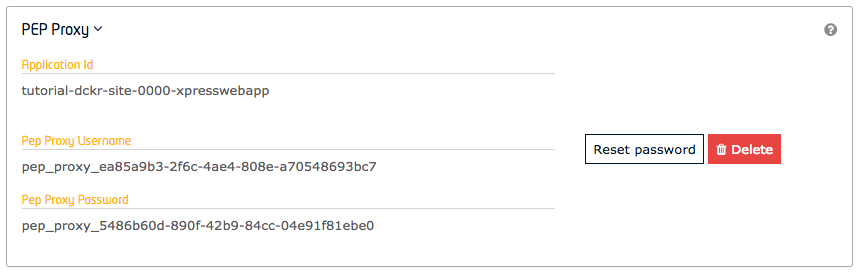 PEP Proxy
Application Id
tutorial-dckr-site-0000-xpresswebapp
Pep Proxy Username
pep_proxy_ea85a9b3-2f6c-4ae4-808e-a70548693bc7
Reset password
Delete
Pep Proxy Password
pep_proxy_5486b60d-890f-42b9-84cc-04e91f81ebe0